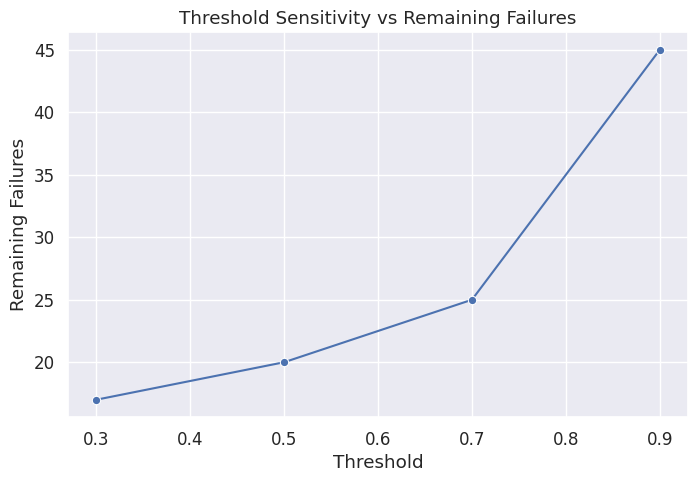 Threshold Sensitivity vs Remaining Failures
Remaining Failures
45
40
35
30
25
20
0.3 0.4 0.5 0.6 0.7 0.8 0.9
Threshold